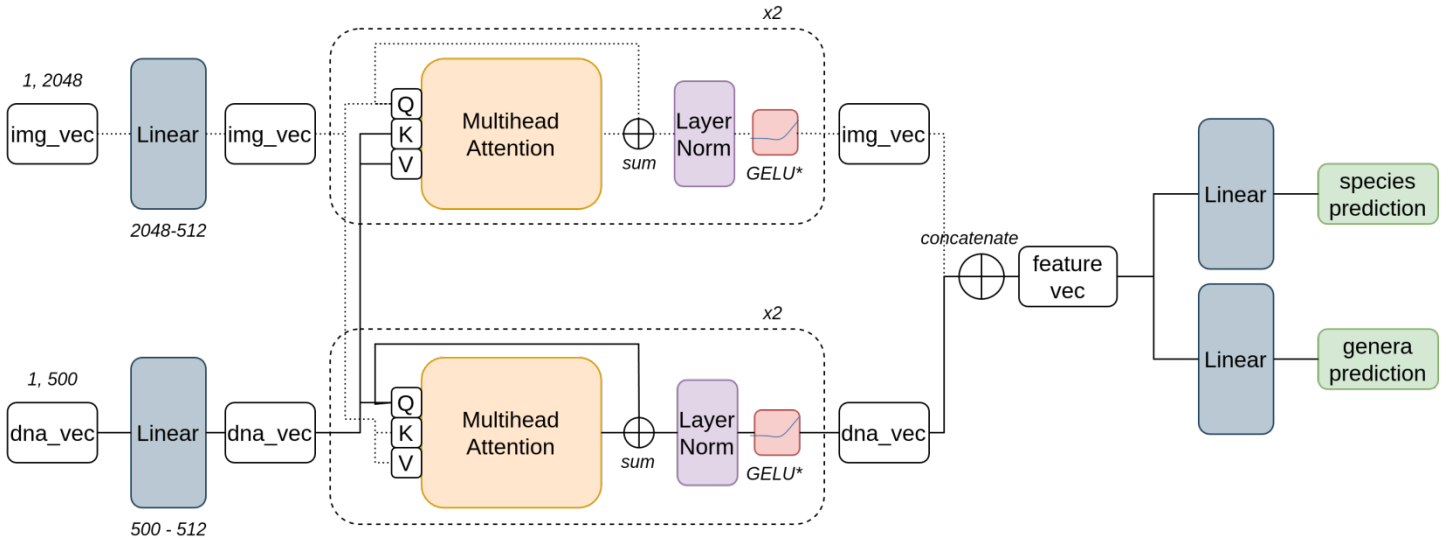 x2
1, 2048
img_vec
Linear
2048-512
img_vec
Q
K
V
Multihead
Attention
sum
Layer
Norm
GELU*
img_vec
x2
1, 500
dna_vec
Linear
500 - 512
dna_vec
Q
K
V
Multihead
Attention
sum
Layer
Norm
GELU*
dna_vec
concatenate
feature
vec
Linear
species
prediction
Linear
genera
prediction